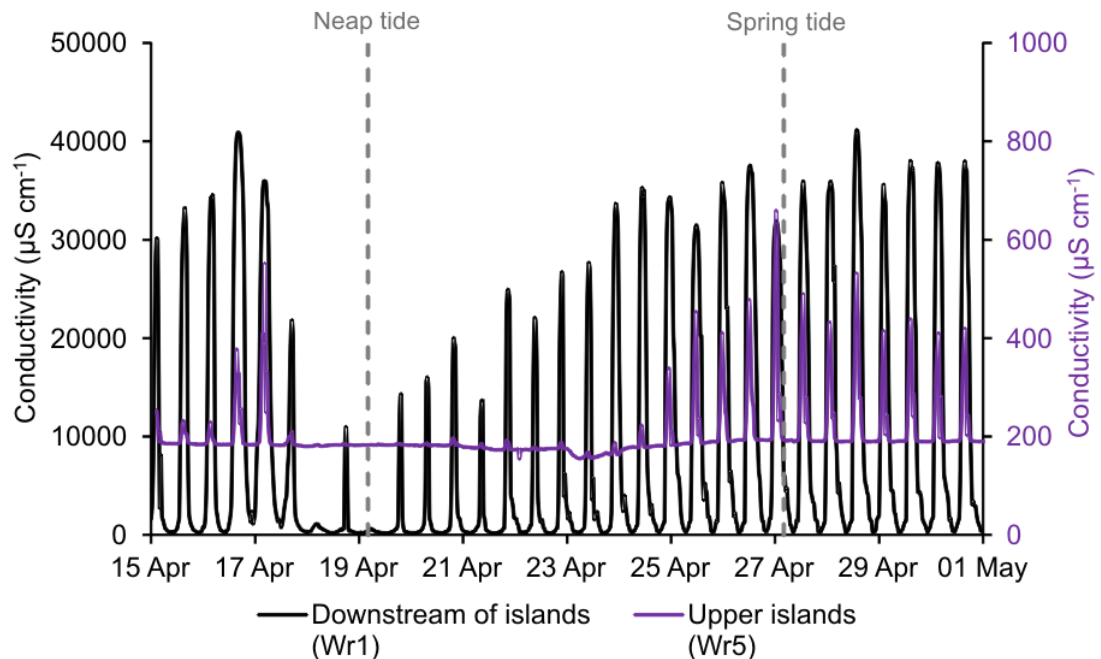 Neap tide
Spring tide
50000
40000
30000
20000
10000
0
Conductivity (µS cm⁻¹)
1000
800
600
400
200
0
Conductivity (µS cm⁻¹)
15 Apr 17 Apr 19 Apr 21 Apr 23 Apr 25 Apr 27 Apr 29 Apr 01 May
Downstream of islands
(Wr1)
Upper islands
(Wr5)